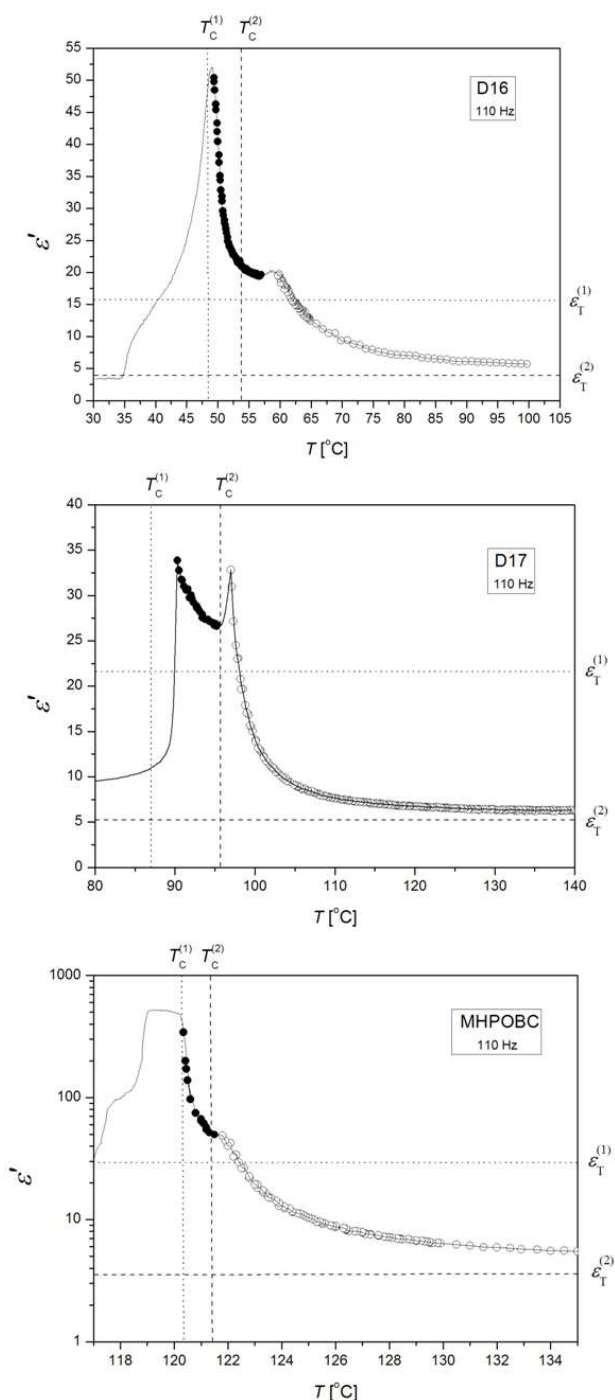 T_C^(1) T_C^(2)
55
50
45
40
35
30
25
20
15
10
5
0
ε'
D16
110 Hz
ε_T^(1)
ε_T^(2)
30 35 40 45 50 55 60 65 70 75 80 85 90 95 100 105
T [°C]
T_C^(1) T_C^(2)
40
35
30
25
20
15
10
5
0
ε'
D17
110 Hz
ε_T^(1)
ε_T^(2)
80 90 100 110 120 130 140
T [°C]
T_C^(1) T_C^(2)
1000
100
10
1
ε'
MHPOBC
110 Hz
ε_T^(1)
ε_T^(2)
118 120 122 124 126 128 130 132 134
T [°C]